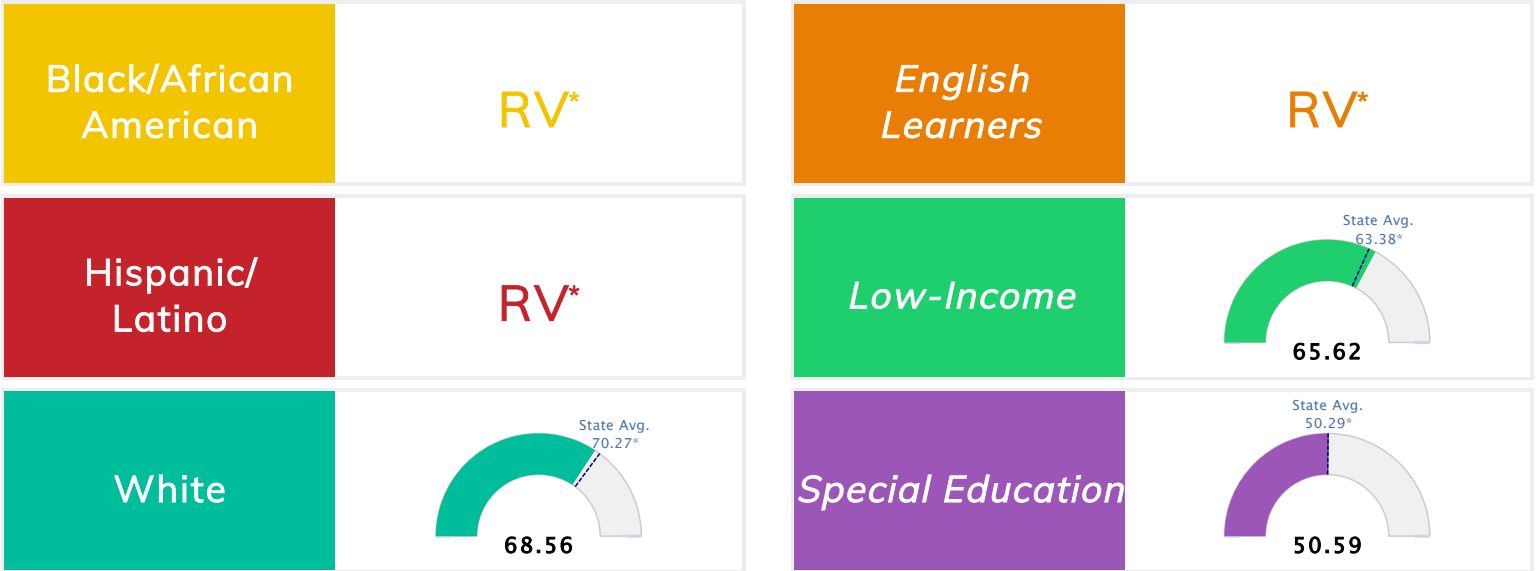 Black/African
American
RV*
English
Learners
RV*
Hispanic/
Latino
RV*
Low-Income
State Avg.
63.38*
65.62
White
State Avg.
70.27*
68.56
Special Education
State Avg.
50.29*
50.59